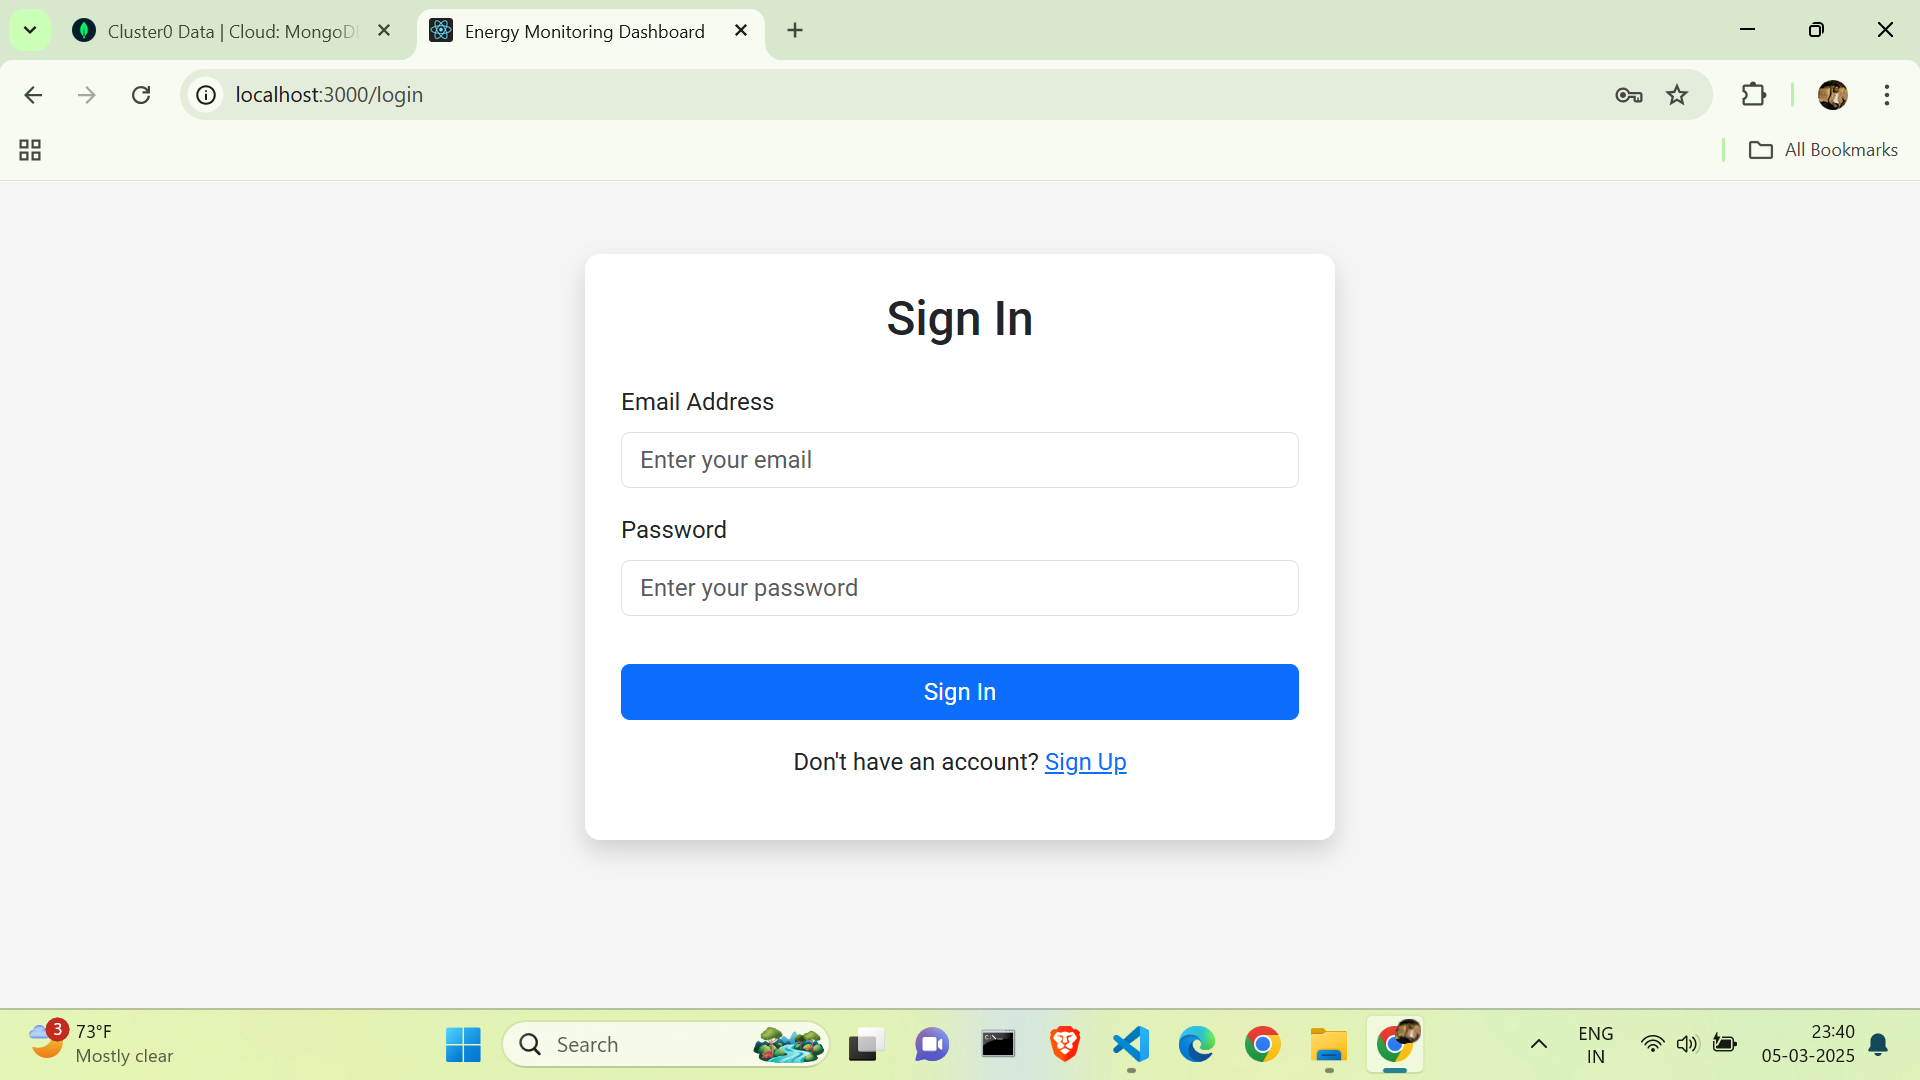 Cluster0 Data | Cloud: MongoD
Energy Monitoring Dashboard
localhost:3000/login
All Bookmarks
Sign In
Email Address
Enter your email
Password
Enter your password
Sign In
Don't have an account? Sign Up
3
73°F
Mostly clear
Search
ENG
IN
23:40
05-03-2025